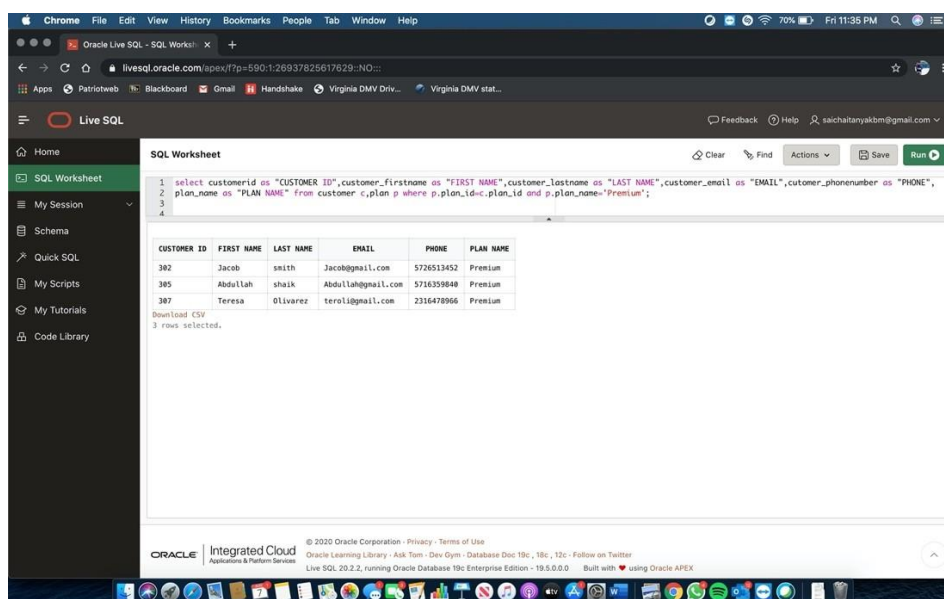 Chrome File Edit View History Bookmarks People Tab Window Help 70% Fri 11:35 PM
Oracle Live SQL - SQL Worksh
livesql.oracle.com/apex/f?p=590:1:26937825617629::NO:::
Apps Patriotweb Blackboard Gmail Handshake Virginia DMV Driv... Virginia DMV stat...
Live SQL Feedback Help saichaitanyakbm@gmail.com
Home
SQL Worksheet
My Session
Schema
Quick SQL
My Scripts
My Tutorials
Code Library
SQL Worksheet Clear Find Actions Save Run
1 select customerid as "CUSTOMER ID",customer_firstname as "FIRST NAME",customer_lastname as "LAST NAME",customer_email as "EMAIL",cutomer_phonenumber as "PHONE",
2 plan_name as "PLAN NAME" from customer c,plan p where p.plan_id=c.plan_id and p.plan_name='Premium';
3
4
CUSTOMER ID FIRST NAME LAST NAME EMAIL PHONE PLAN NAME
302 Jacob smith Jacob@gmail.com 5726513452 Premium
305 Abdullah shaik Abdullah@gmail.com 5716359840 Premium
307 Teresa Olivarez teroli@gmail.com 2316478966 Premium
Download CSV
3 rows selected.
ORACLE Integrated Cloud
Applications & Platform Services
© 2020 Oracle Corporation · Privacy · Terms of Use
Oracle Learning Library · Ask Tom · Dev Gym · Database Doc 19c, 18c, 12c · Follow on Twitter
Live SQL 20.2.2, running Oracle Database 19c Enterprise Edition - 19.5.0.0.0 Built with ♥ using Oracle APEX